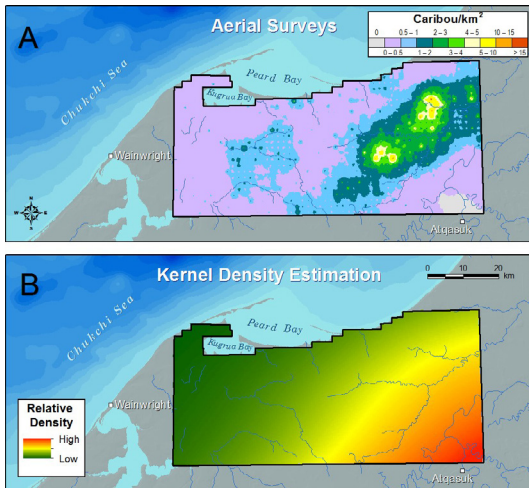 A
Aerial Surveys
Caribou/km²
0 0.5 – 1 2 – 3 4 – 5 10 – 15
0 – 0.5 1 – 2 3 – 4 5 – 10 > 15
Chukchi Sea
Peard Bay
Kugrua Bay
Wainwright
N
W E
S
Atqasuk
B
Kernel Density Estimation
0 10 20
km
Chukchi Sea
Peard Bay
Kugrua Bay
Wainwright
Relative
Density
High
Low
Atqasuk